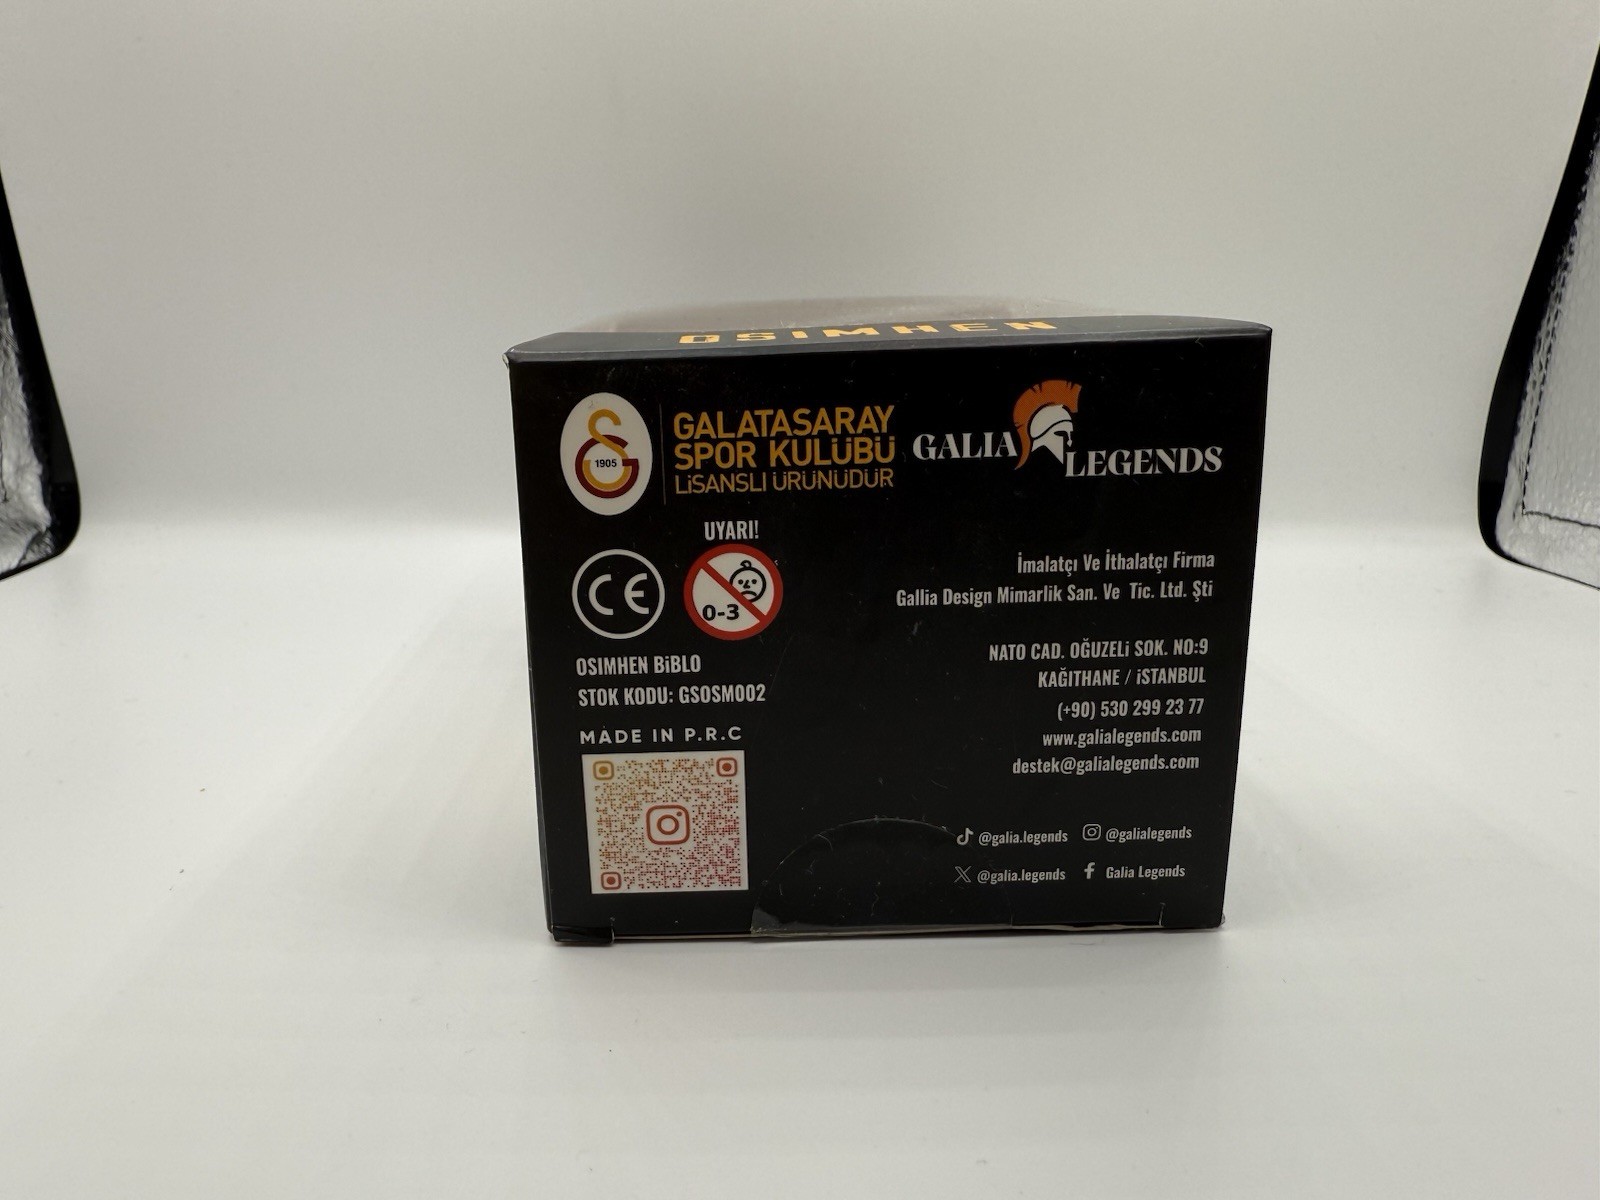 OSIMHEN
1905
GALATASARAY
SPOR KULÜBÜ
LİSANSLI ÜRÜNÜDÜR
GALIA
LEGENDS
UYARI!
CE
0-3
OSIMHEN BİBLO
STOK KODU: GSOSM002
MADE IN P.R.C
İmalatçı Ve İthalatçı Firma
Gallia Design Mimarlik San. Ve Tic. Ltd. Şti
NATO CAD. OĞUZELİ SOK. NO:9
KAĞITHANE / İSTANBUL
(+90) 530 299 23 77
www.galialegends.com
destek@galialegends.com
@galia.legends @galialegends
@galia.legends Galia Legends